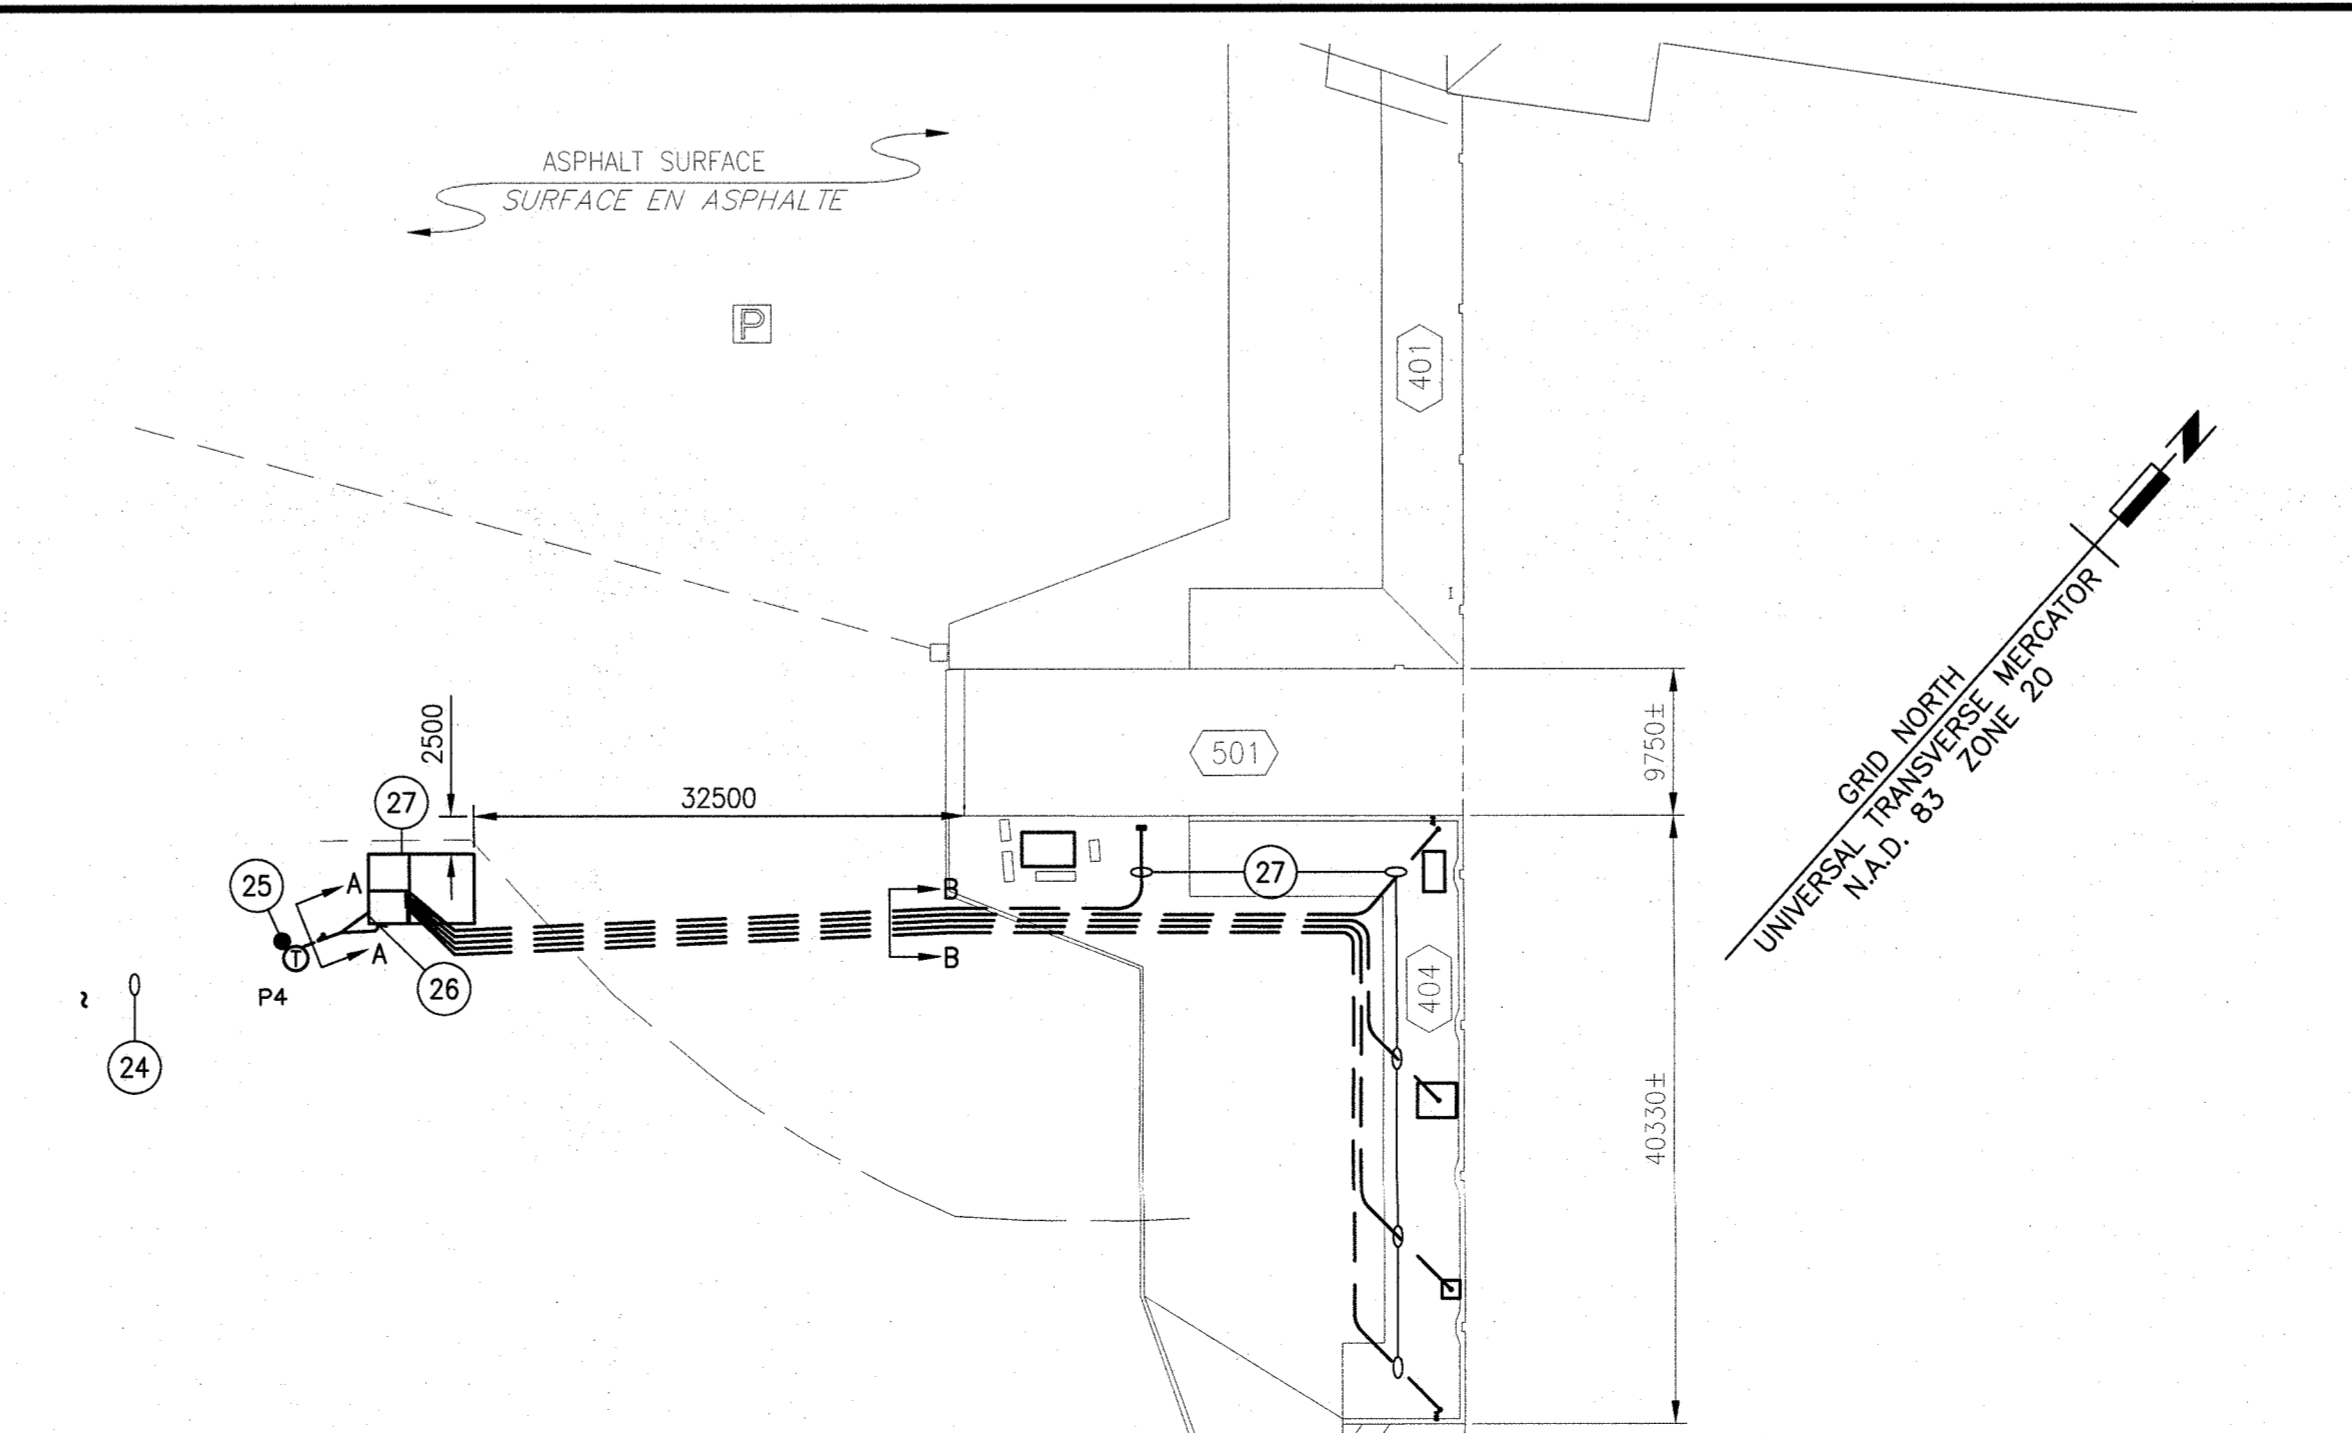 ASPHALT SURFACE
SURFACE EN ASPHALTE
P
401
GRID NORTH
UNIVERSAL TRANSVERSE MERCATOR
N.A.D. 83 ZONE 20
N
2500
27
32500
501
9750±
25
A
A
26
T
P4
24
B
B
27
404
40330±
I